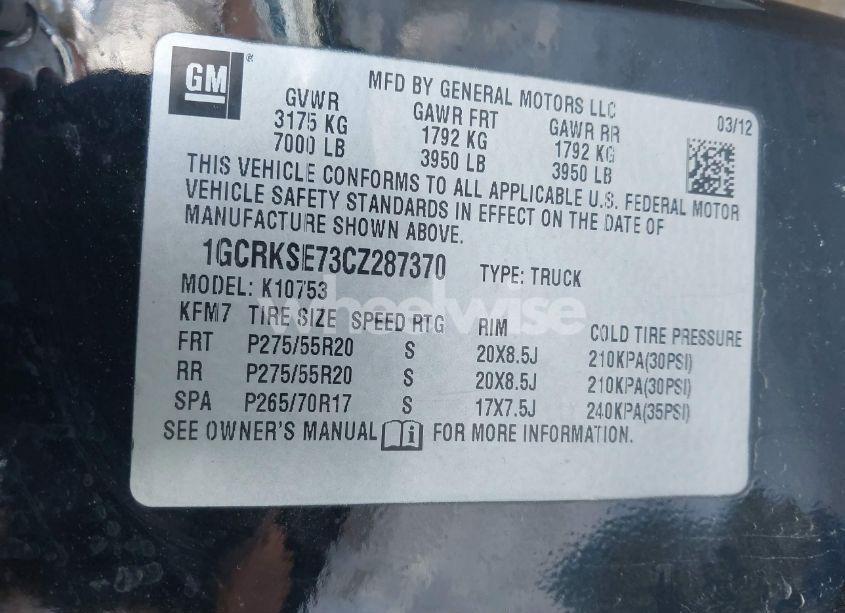 GM
MFD BY GENERAL MOTORS LLC
03/12
GVWR GAWR FRT GAWR RR
3175 KG 1792 KG 1792 KG
7000 LB 3950 LB 3950 LB
THIS VEHICLE CONFORMS TO ALL APPLICABLE U.S. FEDERAL MOTOR
VEHICLE SAFETY STANDARDS IN EFFECT ON THE DATE OF
MANUFACTURE SHOWN ABOVE.
1GCRKSE73CZ287370 TYPE: TRUCK
MODEL: K10753
wheelwise
KFM7 TIRE SIZE SPEED RTG RIM COLD TIRE PRESSURE
FRT P275/55R20 S 20X8.5J 210KPA(30PSI)
RR P275/55R20 S 20X8.5J 210KPA(30PSI)
SPA P265/70R17 S 17X7.5J 240KPA(35PSI)
SEE OWNER'S MANUAL i FOR MORE INFORMATION.